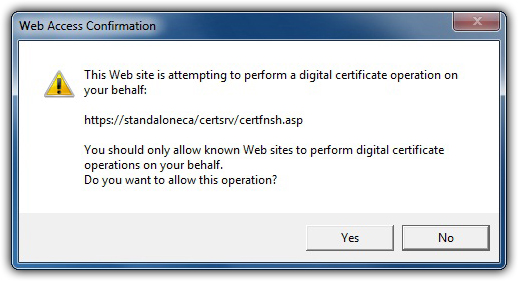 Web Access Confirmation
This Web site is attempting to perform a digital certificate operation on
your behalf:
https://standaloneca/certsrv/certfnsh.asp
You should only allow known Web sites to perform digital certificate
operations on your behalf.
Do you want to allow this operation?
Yes
No